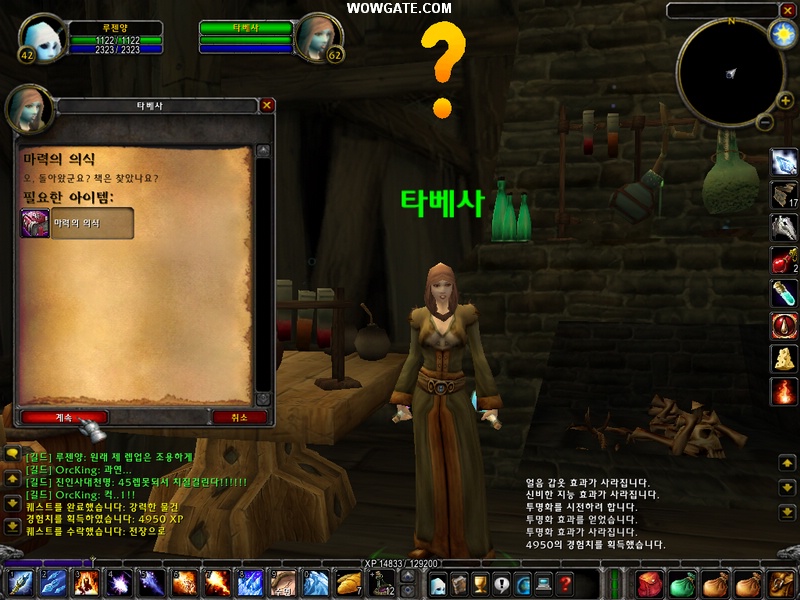 WOWGATE.COM
루젠양
1122 / 1122
2323 / 2323
42
타베사
62
N
타베사
마력의 의식
오, 돌아왔군요? 책은 찾았나요?
필요한 아이템:
마력의 의식
계속
취소
타베사
17
2
[길드] 루젠양: 원래 제 렙업은 조용하게
[길드] OrcKing: 과연...
[길드] 진인사대천명: 45렙못되서 지질걸린다!!!!!!
[길드] OrcKing: 컥..1!!
퀘스트를 완료했습니다: 강력한 물건
경험치를 획득하였습니다: 4950 XP
퀘스트를 수락했습니다: 전장으로
얼음 갑옷 효과가 사라집니다.
신비한 지능 효과가 사라집니다.
투명화를 시전하려 합니다.
투명화 효과를 얻었습니다.
투명화 효과가 사라집니다.
4950의 경험치를 획득했습니다.
XP 14833 / 129200
7
12